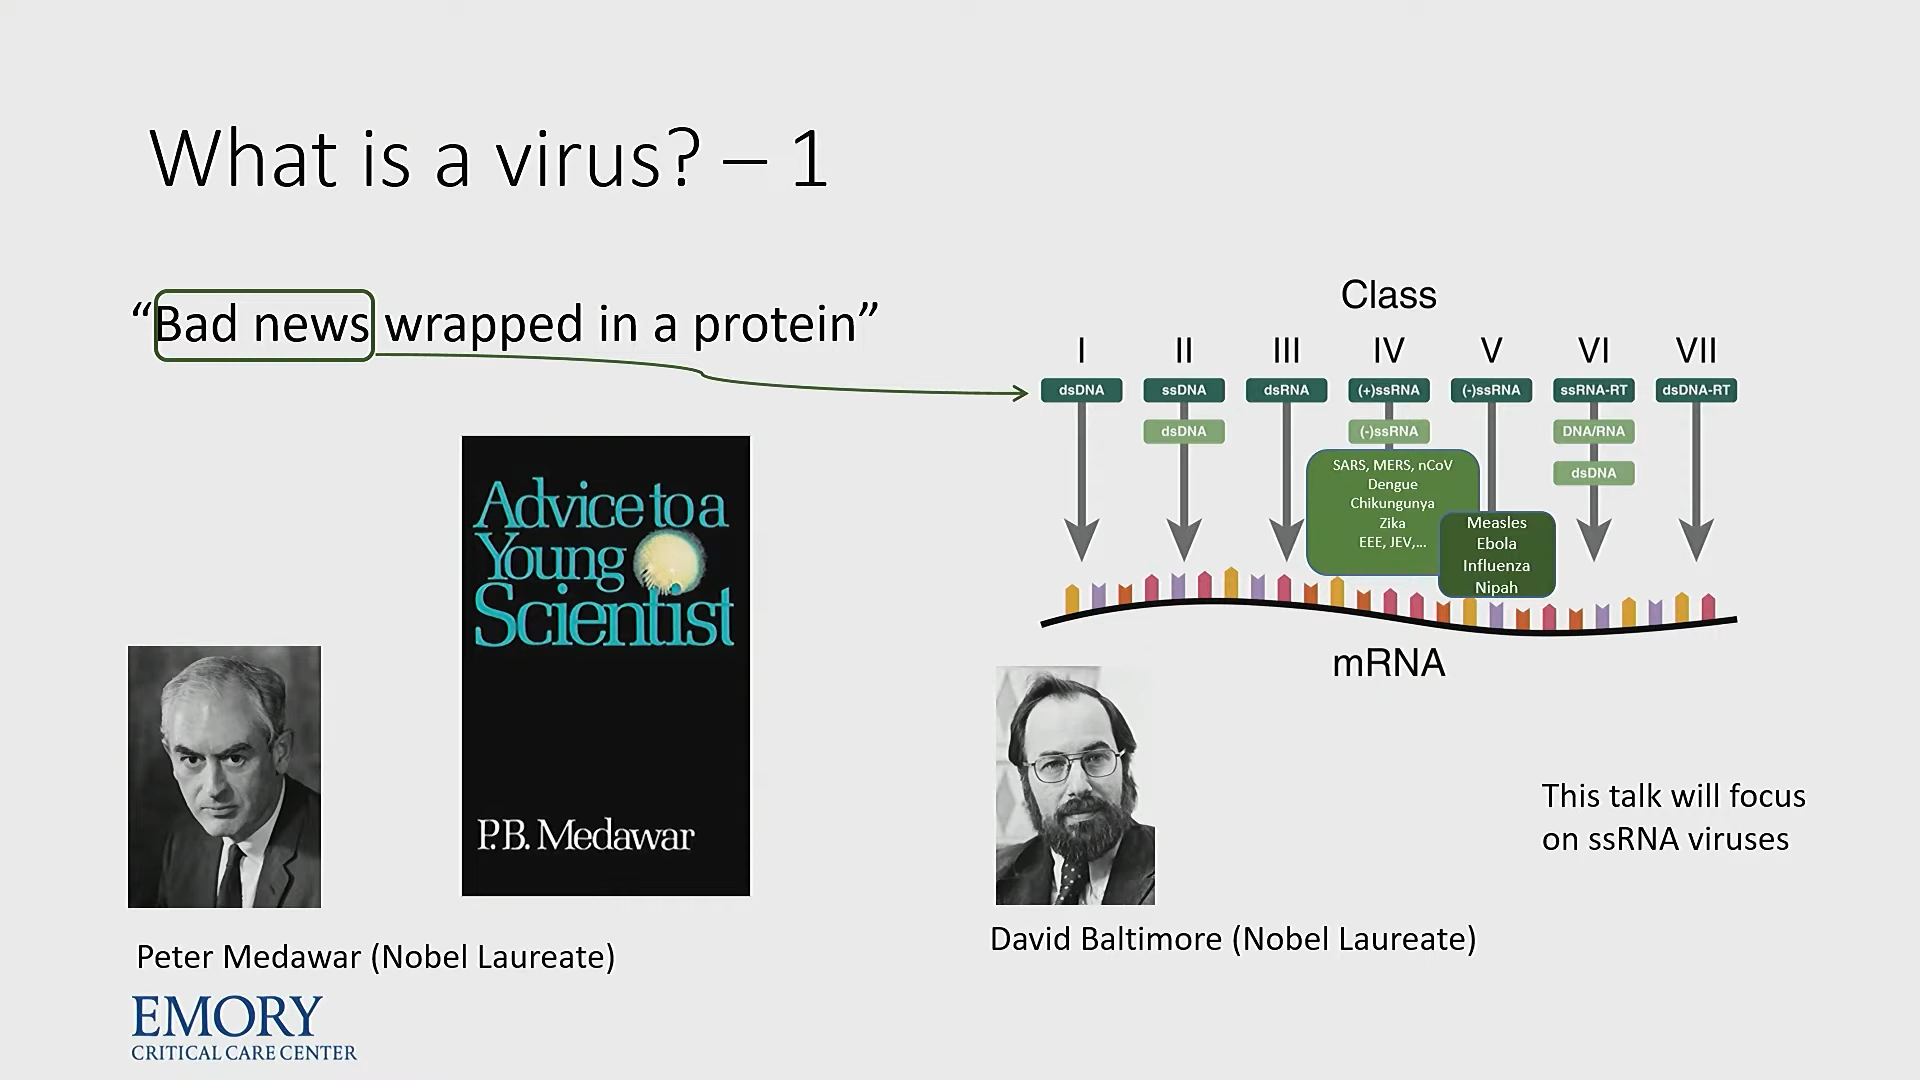 What is a virus? – 1
“Bad news wrapped in a protein”
Advice to a
Young
Scientist
P.B. Medawar
Peter Medawar (Nobel Laureate)
EMORY
CRITICAL CARE CENTER
Class
I II III IV V VI VII
dsDNA ssDNA dsRNA (+)ssRNA (-)ssRNA ssRNA-RT dsDNA-RT
dsDNA (-)ssRNA DNA/RNA
dsDNA
SARS, MERS, nCoV
Dengue
Chikungunya
Zika
EEE, JEV,...
Measles
Ebola
Influenza
Nipah
mRNA
David Baltimore (Nobel Laureate)
This talk will focus
on ssRNA viruses